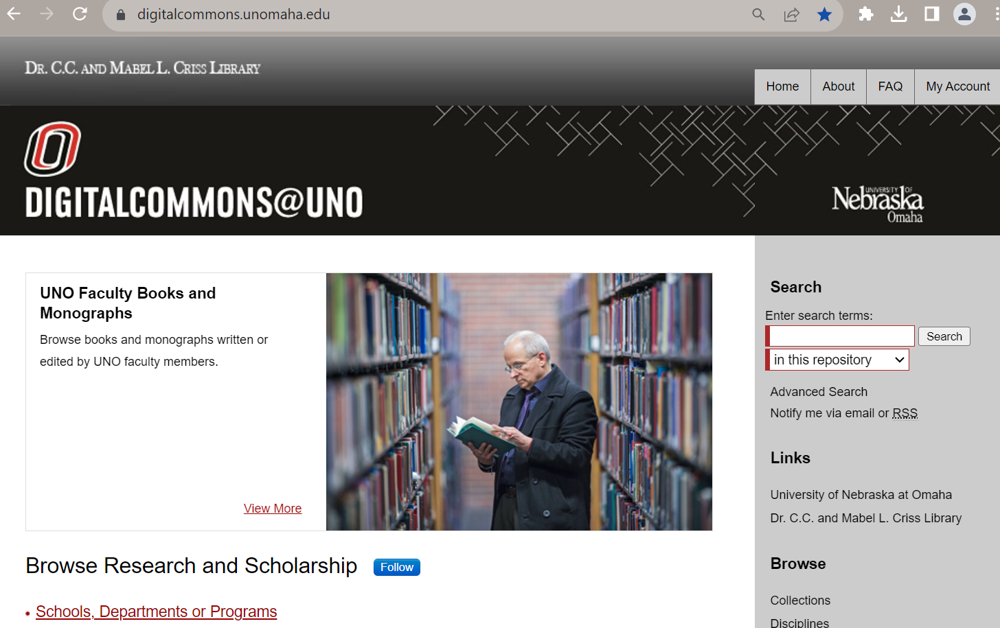 digitalcommons.unomaha.edu
DR. C.C. AND MABEL L. CRISS LIBRARY
Home About FAQ My Account
O
DIGITALCOMMONS@UNO
UNIVERSITY OF
Nebraska
Omaha
UNO Faculty Books and
Monographs
Browse books and monographs written or
edited by UNO faculty members.
View More
Browse Research and Scholarship Follow
Schools, Departments or Programs
Search
Enter search terms:
Search
in this repository
Advanced Search
Notify me via email or RSS
Links
University of Nebraska at Omaha
Dr. C.C. and Mabel L. Criss Library
Browse
Collections
Disciplines